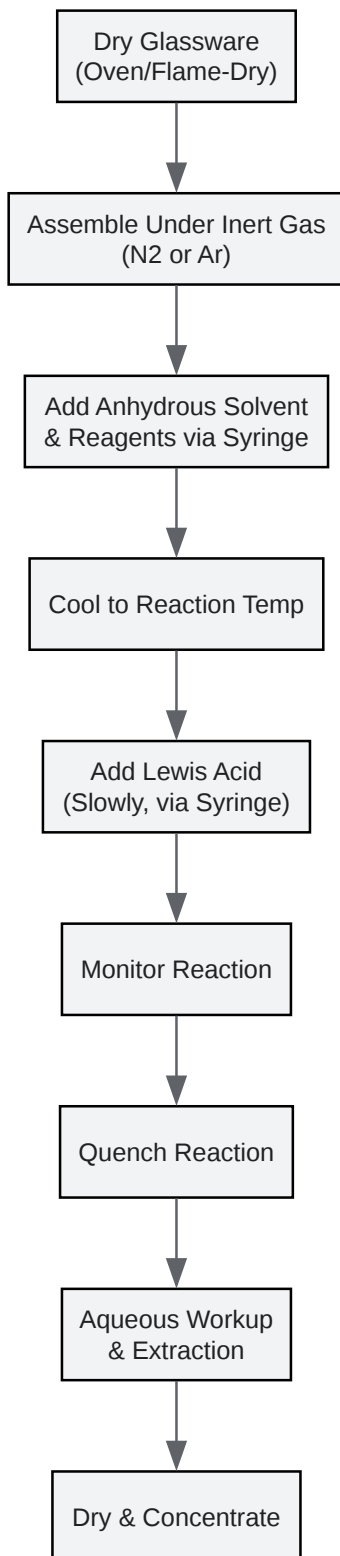 Dry Glassware
(Oven/Flame-Dry)
Assemble Under Inert Gas
(N2 or Ar)
Add Anhydrous Solvent
& Reagents via Syringe
Cool to Reaction Temp
Add Lewis Acid
(Slowly, via Syringe)
Monitor Reaction
Quench Reaction
Aqueous Workup
& Extraction
Dry & Concentrate